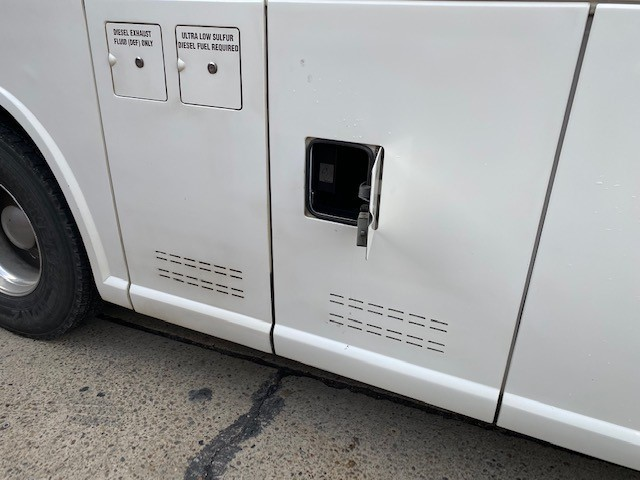 DIESEL EXHAUST
FLUID (DEF) ONLY
ULTRA LOW SULFUR
DIESEL FUEL REQUIRED